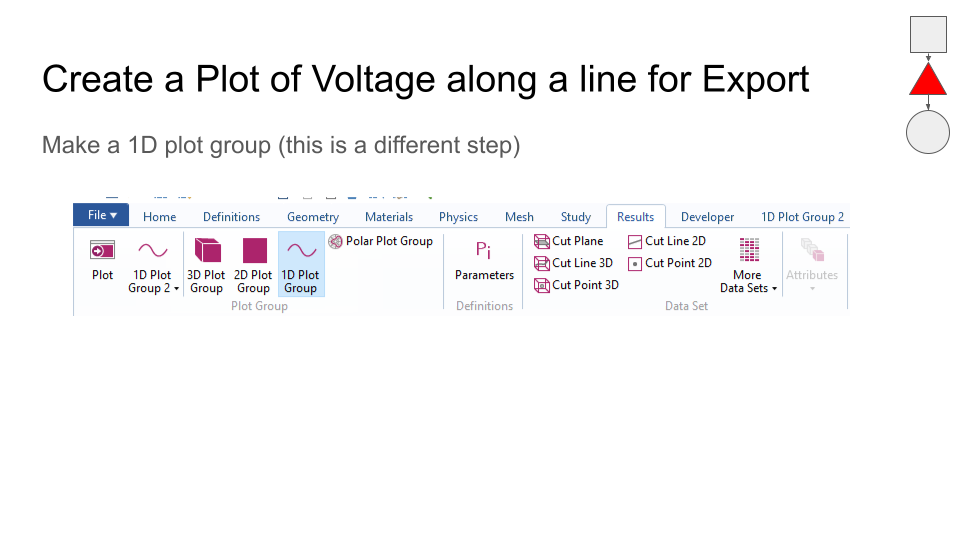 Create a Plot of Voltage along a line for Export
Make a 1D plot group (this is a different step)
File Home Definitions Geometry Materials Physics Mesh Study Results Developer 1D Plot Group 2
Plot
1D Plot
Group 2
3D Plot
Group
2D Plot
Group
1D Plot
Group
Polar Plot Group
Plot Group
Pi
Parameters
Definitions
Cut Plane
Cut Line 3D
Cut Point 3D
Cut Line 2D
Cut Point 2D
More
Data Sets
Data Set
Attributes